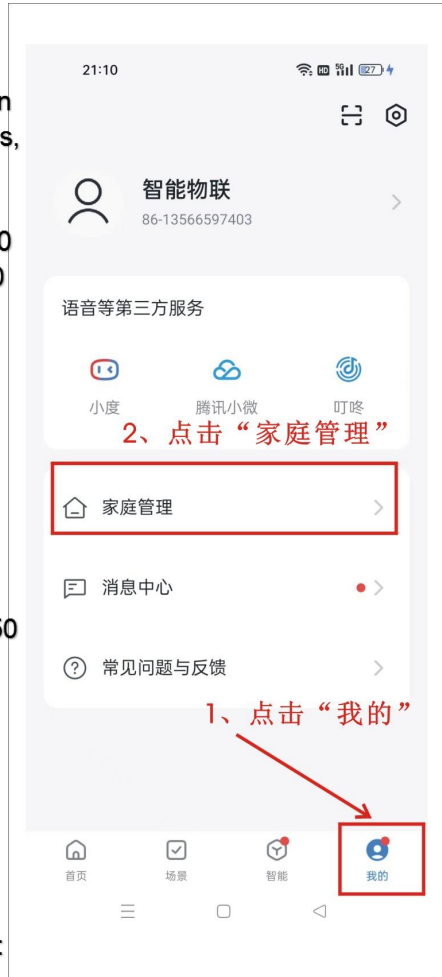 21:10
HD 5G 27
智能物联
86-13566597403
语音等第三方服务
小度 腾讯小微 叮咚
2、点击“家庭管理”
家庭管理
消息中心
常见问题与反馈
1、点击“我的”
首页 场景 智能 我的